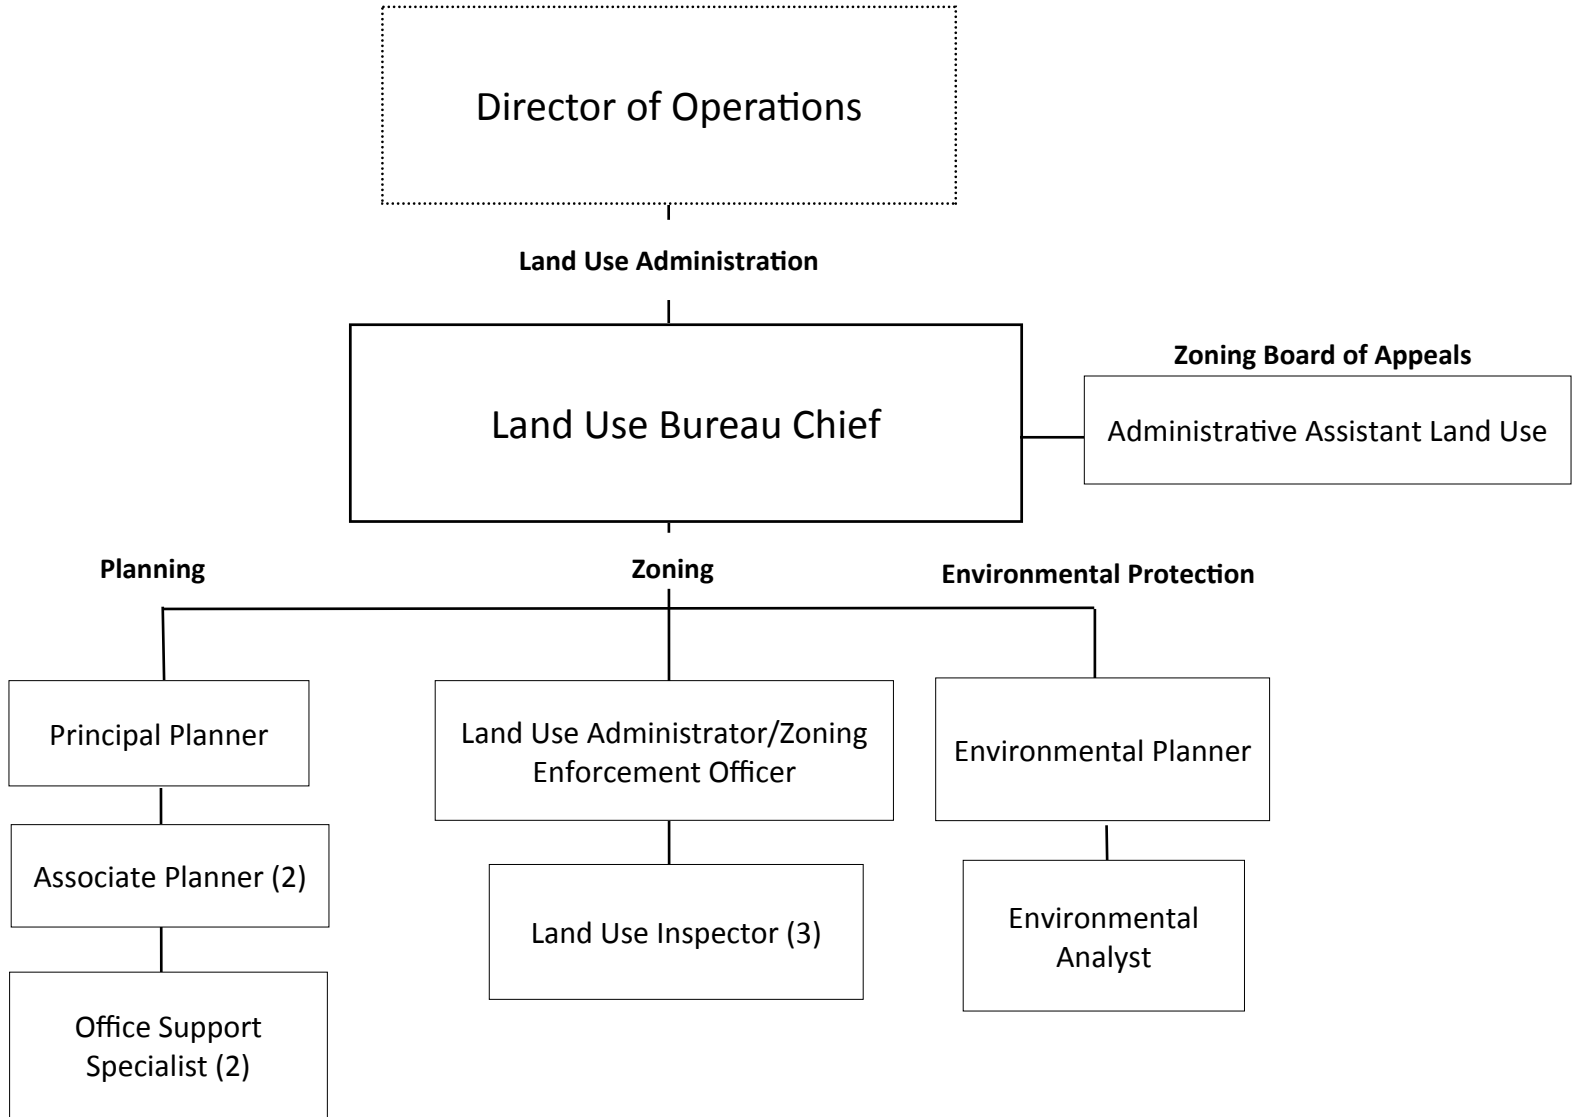 Director of Operations
Land Use Administration
Land Use Bureau Chief
Zoning Board of Appeals
Administrative Assistant Land Use
Planning
Zoning
Environmental Protection
Principal Planner
Land Use Administrator/Zoning
Enforcement Officer
Environmental Planner
Associate Planner (2)
Land Use Inspector (3)
Environmental
Analyst
Office Support
Specialist (2)